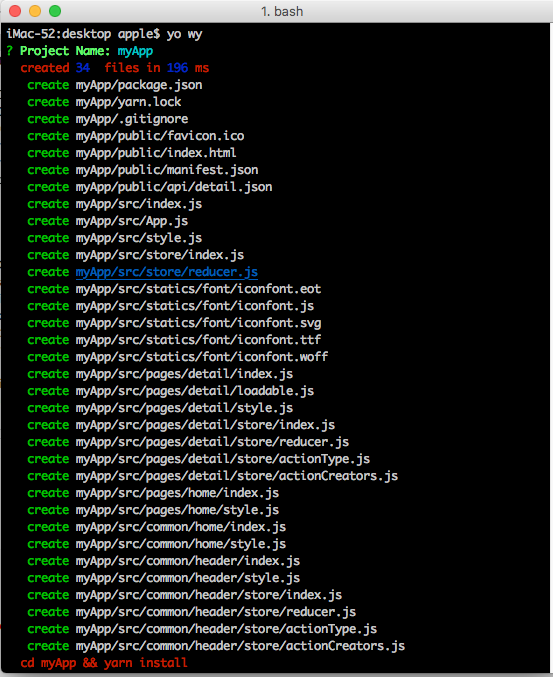 1. bash
iMac-52:desktop apple$ yo wy
? Project Name: myApp
created 34 files in 196 ms
create myApp/package.json
create myApp/yarn.lock
create myApp/.gitignore
create myApp/public/favicon.ico
create myApp/public/index.html
create myApp/public/manifest.json
create myApp/public/api/detail.json
create myApp/src/index.js
create myApp/src/App.js
create myApp/src/style.js
create myApp/src/store/index.js
create myApp/src/store/reducer.js
create myApp/src/statics/font/iconfont.eot
create myApp/src/statics/font/iconfont.js
create myApp/src/statics/font/iconfont.svg
create myApp/src/statics/font/iconfont.ttf
create myApp/src/statics/font/iconfont.woff
create myApp/src/pages/detail/index.js
create myApp/src/pages/detail/loadable.js
create myApp/src/pages/detail/style.js
create myApp/src/pages/detail/store/index.js
create myApp/src/pages/detail/store/reducer.js
create myApp/src/pages/detail/store/actionType.js
create myApp/src/pages/detail/store/actionCreators.js
create myApp/src/pages/home/index.js
create myApp/src/pages/home/style.js
create myApp/src/common/home/index.js
create myApp/src/common/home/style.js
create myApp/src/common/header/index.js
create myApp/src/common/header/style.js
create myApp/src/common/header/store/index.js
create myApp/src/common/header/store/reducer.js
create myApp/src/common/header/store/actionType.js
create myApp/src/common/header/store/actionCreators.js
cd myApp && yarn install